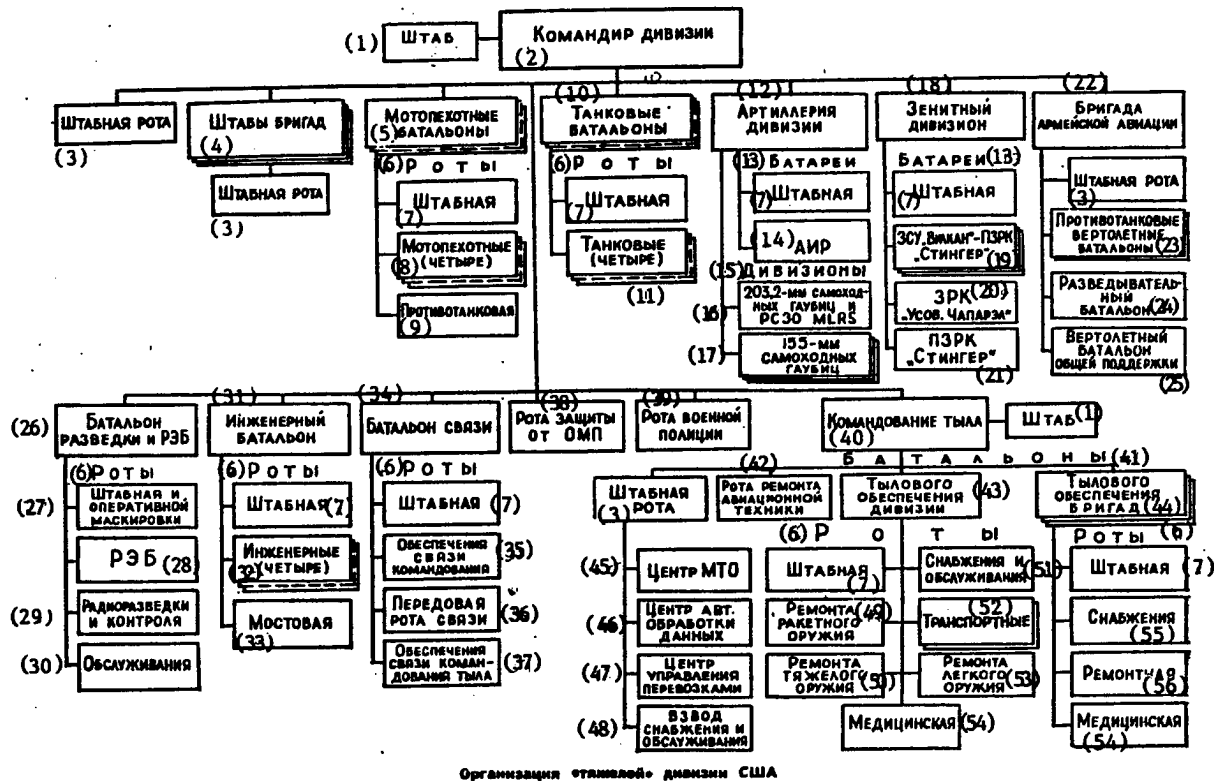 (1) Штаб
Командир дивизии
(2)
Штабная рота
(3)
Штабы бригад
(4)
Штабная рота
(3)
Мотопехотные
(5) батальоны
(6) Роты
Штабная
(7)
Мотопехотные
(8) (четыре)
Противотанковая
(9)
(10)
Танковые
батальоны
(6) Роты
Штабная
(7)
Танковые
(четыре)
(11)
(12)
Артиллерия
дивизии
(13) Батареи
Штабная
(7)
(14) АИР
(15) Дивизионы
203,2-мм самоход-
ных гаубиц и
(16) РСЗО MLRS
(17) 155-мм
самоходных
гаубиц
(18)
Зенитный
дивизион
Батареи (13)
Штабная
(7)
ЗСУ „Вулкан"-ПЗРК
„Стингер" (19)
ЗРК (20)
„Усов. Чапарэл"
ПЗРК
„Стингер"
(21)
(22)
Бригада
армейской авиации
Штабная рота
(3)
Противотанковые
вертолетные
батальоны (23)
Разведыватель-
ный
батальон (24)
Вертолетный
батальон
общей поддержки
(25)
(26) Батальон
разведки и РЭБ
(6) Роты
(27) Штабная и
оперативной
маскировки
РЭБ (28)
(29) Радиоразведки
и контроля
(30) Обслуживания
(31)
Инженерный
батальон
(6) Роты
Штабная (7)
Инженерные
(32) (четыре)
Мостовая
(33)
(34)
Батальон связи
(6) Роты
Штабная (7)
Обеспечения (35)
связи
командования
Передовая
рота связи (36)
Обеспечения
связи коман-
дования тыла (37)
(38)
Рота защиты
от ОМП
(39)
Рота военной
полиции
Командование тыла
(40)
Штаб (1)
Батальоны (41)
Штабная
(3) рота
(42)
Рота ремонта
авиационной
техники
Тылового
обеспечения (43)
дивизии
Тылового
обеспечения
бригад (44)
(6) Роты
Роты (6)
(45) Центр МТО
(46) Центр авт.
обработки
данных
(47) Центр
управления
перевозками
(48) Взвод
снабжения и
обслуживания
Штабная
(7)
Ремонта (49)
ракетного
оружия
Ремонта
тяжелого
оружия (50)
Снабжения и
обслуживания (51)
(52)
Транспортные
Ремонта
легкого
оружия (53)
Медицинская (54)
Штабная (7)
Снабжения
(55)
Ремонтная
(56)
Медицинская
(54)
Организация «тяжелой» дивизии США